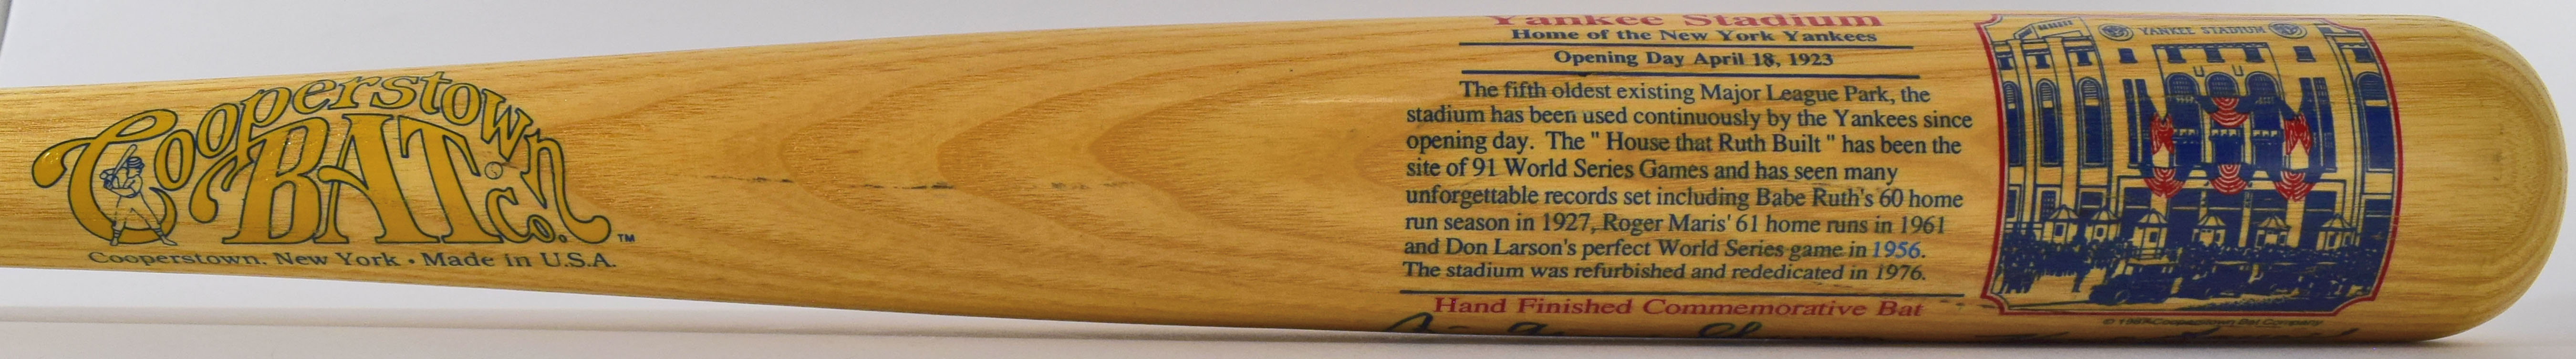 Cooperstown
BAT Co.
™
Cooperstown, New York • Made in U.S.A.
Yankee Stadium
Home of the New York Yankees
Opening Day April 18, 1923
The fifth oldest existing Major League Park, the
stadium has been used continuously by the Yankees since
opening day. The " House that Ruth Built " has been the
site of 91 World Series Games and has seen many
unforgettable records set including Babe Ruth's 60 home
run season in 1927, Roger Maris' 61 home runs in 1961
and Don Larson's perfect World Series game in 1956.
The stadium was refurbished and rededicated in 1976.
Hand Finished Commemorative Bat
YANKEE STADIUM
© Cooperstown Bat Company